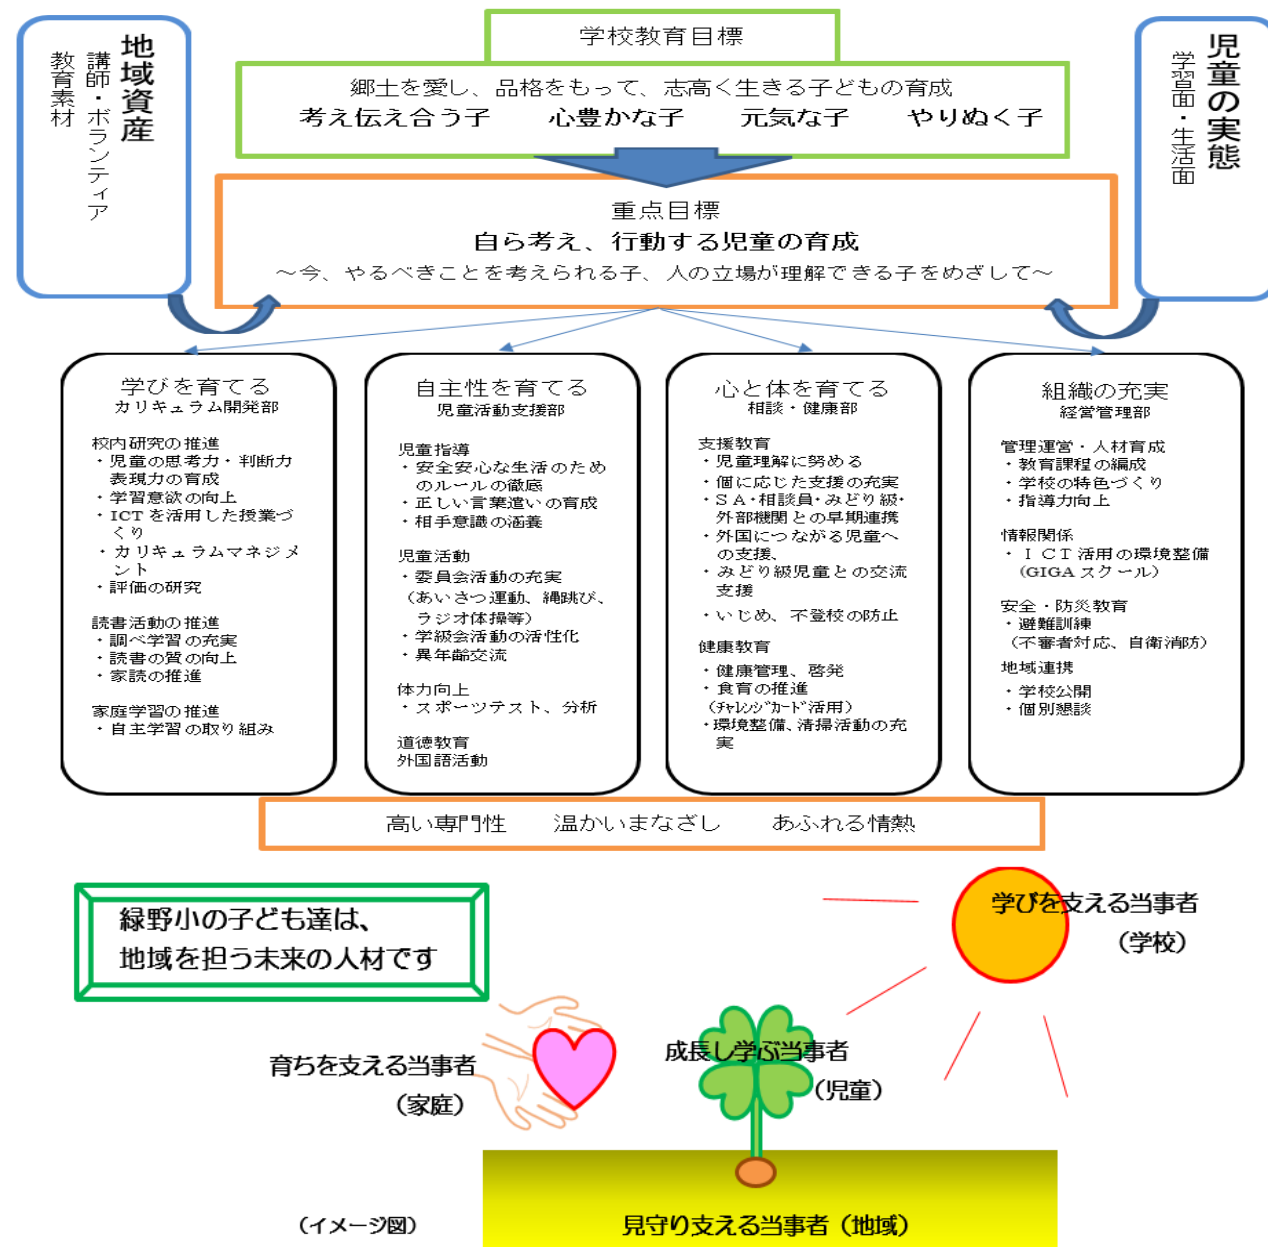 学校教育目標
郷土を愛し、品格をもって、志高く生きる子どもの育成
考え伝え合う子　心豊かな子　元気な子　やりぬく子
地域資産
講師・ボランティア
教育素材
児童の実態
学習面・生活面
重点目標
自ら考え、行動する児童の育成
～今、やるべきことを考えられる子、人の立場が理解できる子をめざして～
学びを育てる
カリキュラム開発部
校内研究の推進
・児童の思考力・判断力
表現力の育成
・学習意欲の向上
・ICTを活用した授業づ
くり
・カリキュラムマネジメ
ント
・評価の研究
読書活動の推進
・調べ学習の充実
・読書の質の向上
・家読の推進
家庭学習の推進
・自主学習の取り組み
自主性を育てる
児童活動支援部
児童指導
・安全安心な生活のため
のルールの徹底
・正しい言葉遣いの育成
・相手意識の涵養
児童活動
・委員会活動の充実
（あいさつ運動、縄跳び、
ラジオ体操等）
・学級会活動の活性化
・異年齢交流
体力向上
・スポーツテスト、分析
道徳教育
外国語活動
心と体を育てる
相談・健康部
支援教育
・児童理解に努める
・個に応じた支援の充実
・ＳＡ・相談員・みどり級・
外部機関との早期連携
・外国につながる児童へ
の支援、
・みどり級児童との交流
支援
・いじめ、不登校の防止
健康教育
・健康管理、啓発
・食育の推進
（ﾁｬﾚﾝｼﾞｶｰﾄﾞ活用）
・環境整備、清掃活動の充
実
組織の充実
経営管理部
管理運営・人材育成
・教育課程の編成
・学校の特色づくり
・指導力向上
情報関係
・ＩＣＴ活用の環境整備
（GIGAスクール）
安全・防災教育
・避難訓練
（不審者対応、自衛消防）
地域連携
・学校公開
・個別懇談
高い専門性　温かいまなざし　あふれる情熱
緑野小の子ども達は、
地域を担う未来の人材です
学びを支える当事者
（学校）
育ちを支える当事者
（家庭）
成長し学ぶ当事者
（児童）
見守り支える当事者（地域）
（イメージ図）